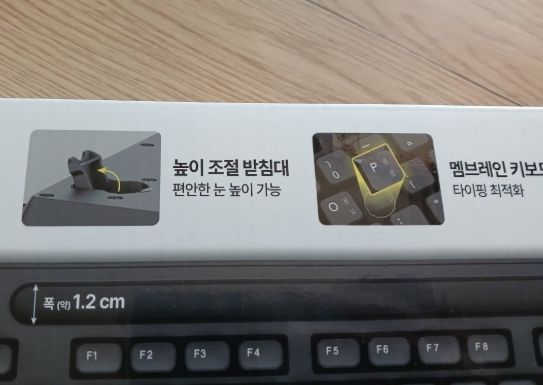 높이 조절 받침대
편안한 눈 높이 가능
멤브레인 키보드
타이핑 최적화
P
O
폭 (약) 1.2 cm
F1 F2 F3 F4 F5 F6 F7 F8